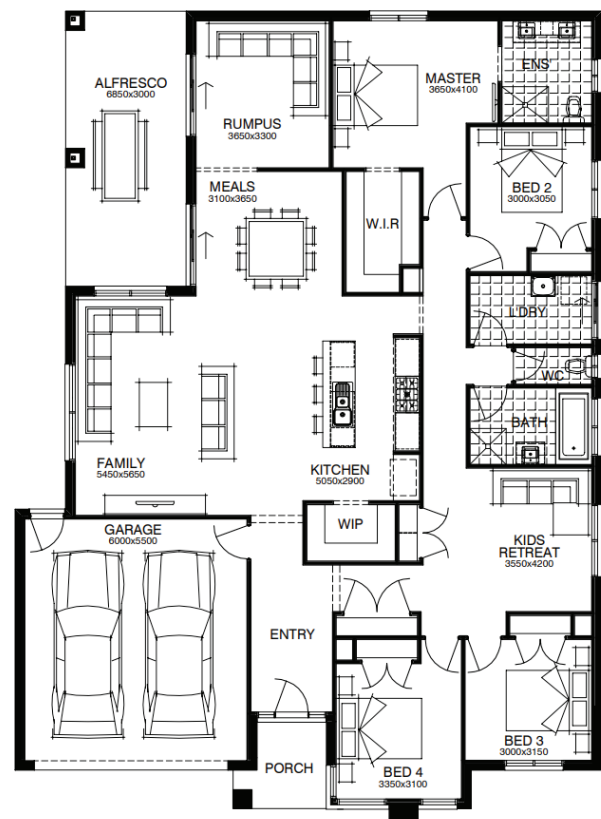 ALFRESCO
6850x3000
RUMPUS
3650x3300
MASTER
3650x4100
ENS'
MEALS
3100x3650
W.I.R
BED 2
3000x3050
L'DRY
WC
BATH
FAMILY
5450x5650
KITCHEN
5050x2900
GARAGE
6000x5500
WIP
KIDS
RETREAT
3550x4200
ENTRY
PORCH
BED 4
3350x3100
BED 3
3000x3150